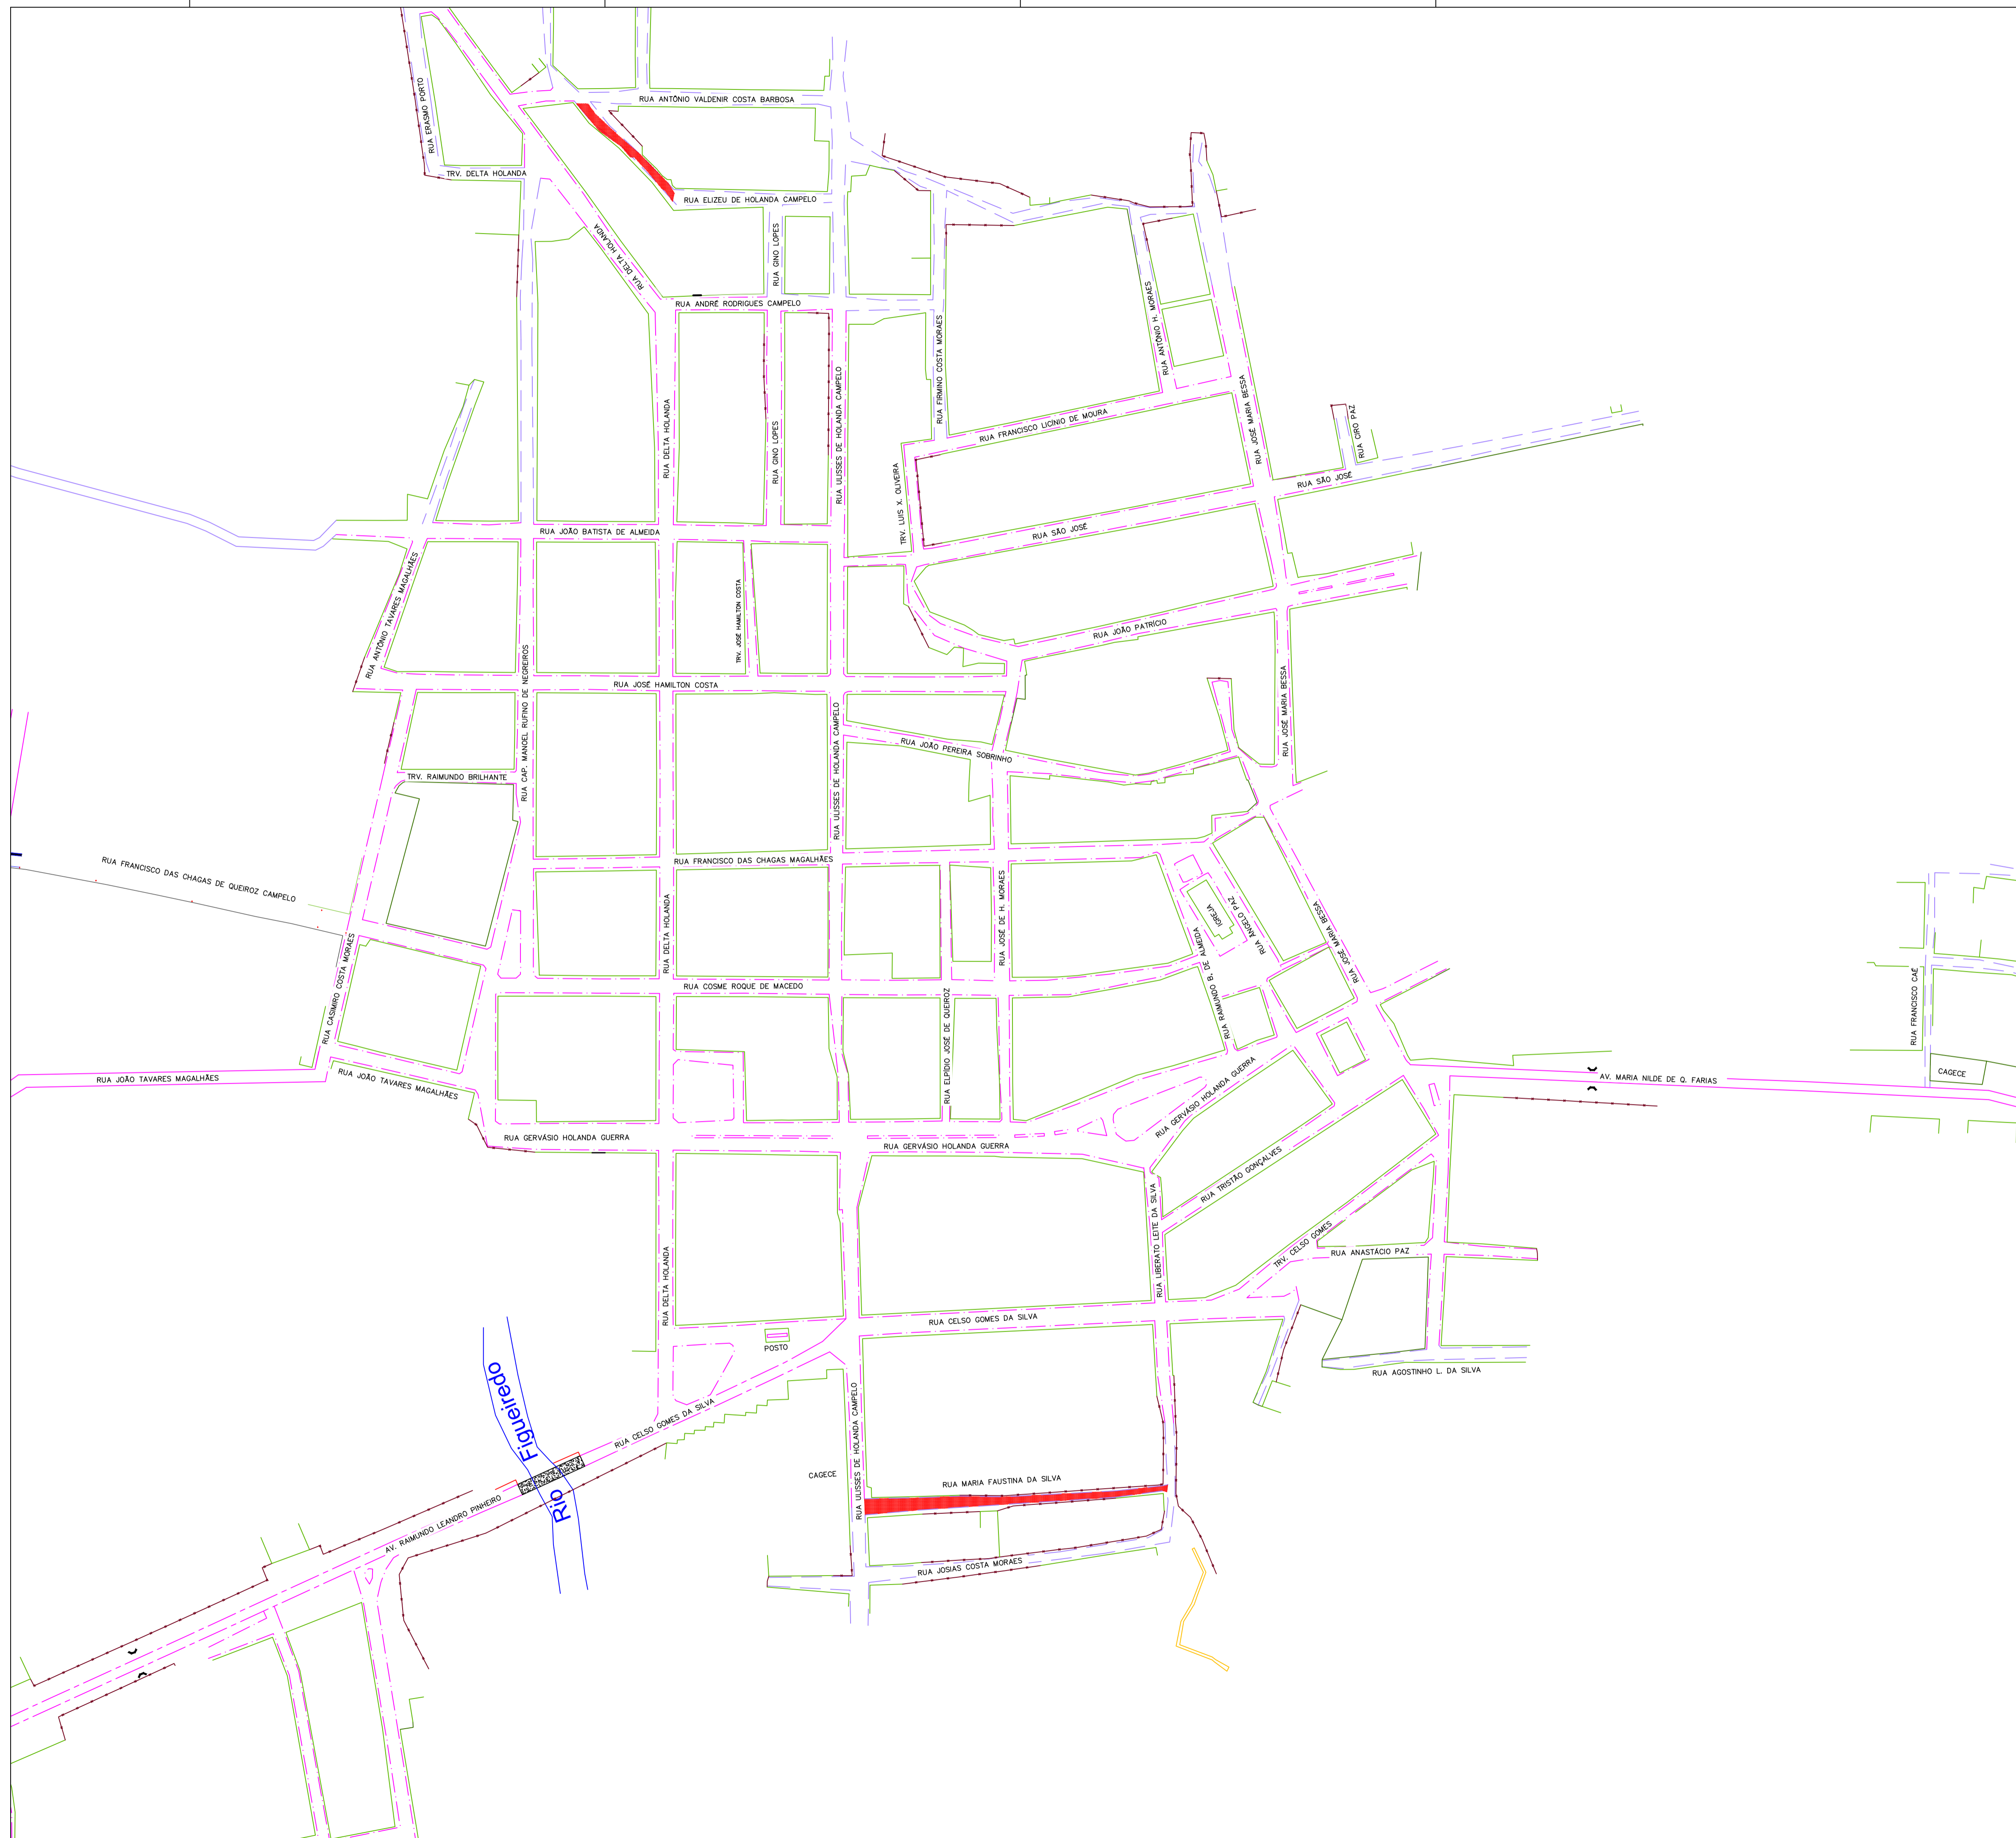 RUA ERASMO PORTO
RUA ANTÔNIO VALDENIR COSTA BARBOSA
TRV. DELTA HOLANDA
RUA ELIZEU DE HOLANDA CAMPELO
RUA DELTA HOLANDA
RUA GINO LOPES
RUA ANDRÉ RODRIGUES CAMPELO
RUA ANTÔNIO H. MORAES
RUA FIRMINO COSTA MORAES
RUA ULISSES DE HOLANDA CAMPELO
RUA DELTA HOLANDA
RUA GINO LOPES
RUA FRANCISCO LICÍNIO DE MOURA
RUA JOSÉ MARIA BESSA
RUA CIRO PAZ
RUA SÃO JOSÉ
TRV. LUIS X. OLIVEIRA
RUA JOÃO BATISTA DE ALMEIDA
RUA SÃO JOSÉ
RUA ANTÔNIO TAVARES MAGALHÃES
TRV. JOSÉ HAMILTON COSTA
RUA JOÃO PATRÍCIO
RUA CAP. MANOEL RUFINO DE NEGREIROS
RUA JOSÉ HAMILTON COSTA
RUA JOSÉ MARIA BESSA
RUA ULISSES DE HOLANDA CAMPELO
RUA JOÃO PEREIRA SOBRINHO
TRV. RAIMUNDO BRILHANTE
RUA FRANCISCO DAS CHAGAS MAGALHÃES
RUA FRANCISCO DAS CHAGAS DE QUEIROZ CAMPELO
RUA DELTA HOLANDA
RUA JOSÉ DE H. MORAES
IGREJA
RUA ÂNGELO PAZ
RUA JOSÉ MARIA BESSA
RUA RAIMUNDO B. DE ALMEIDA
RUA CASIMIRO COSTA MORAES
RUA COSME ROQUE DE MACEDO
RUA ELPÍDIO JOSÉ DE QUEIROZ
RUA FRANCISCO CAÉ
CAGECE
RUA JOÃO TAVARES MAGALHÃES
RUA JOÃO TAVARES MAGALHÃES
AV. MARIA NILDE DE Q. FARIAS
RUA GERVÁSIO HOLANDA GUERRA
RUA GERVÁSIO HOLANDA GUERRA
RUA GERVÁSIO HOLANDA GUERRA
RUA TRISTÃO GONÇALVES
RUA LIBERATO LEITE DA SILVA
TRV. CELSO GOMES
RUA ANASTÁCIO PAZ
RUA DELTA HOLANDA
RUA CELSO GOMES DA SILVA
POSTO
RUA AGOSTINHO L. DA SILVA
RUA CELSO GOMES DA SILVA
Rio Figueiredo
RUA ULISSES DE HOLANDA CAMPELO
CAGECE
RUA MARIA FAUSTINA DA SILVA
AV. RAIMUNDO LEANDRO PINHEIRO
RUA JOSIAS COSTA MORAES